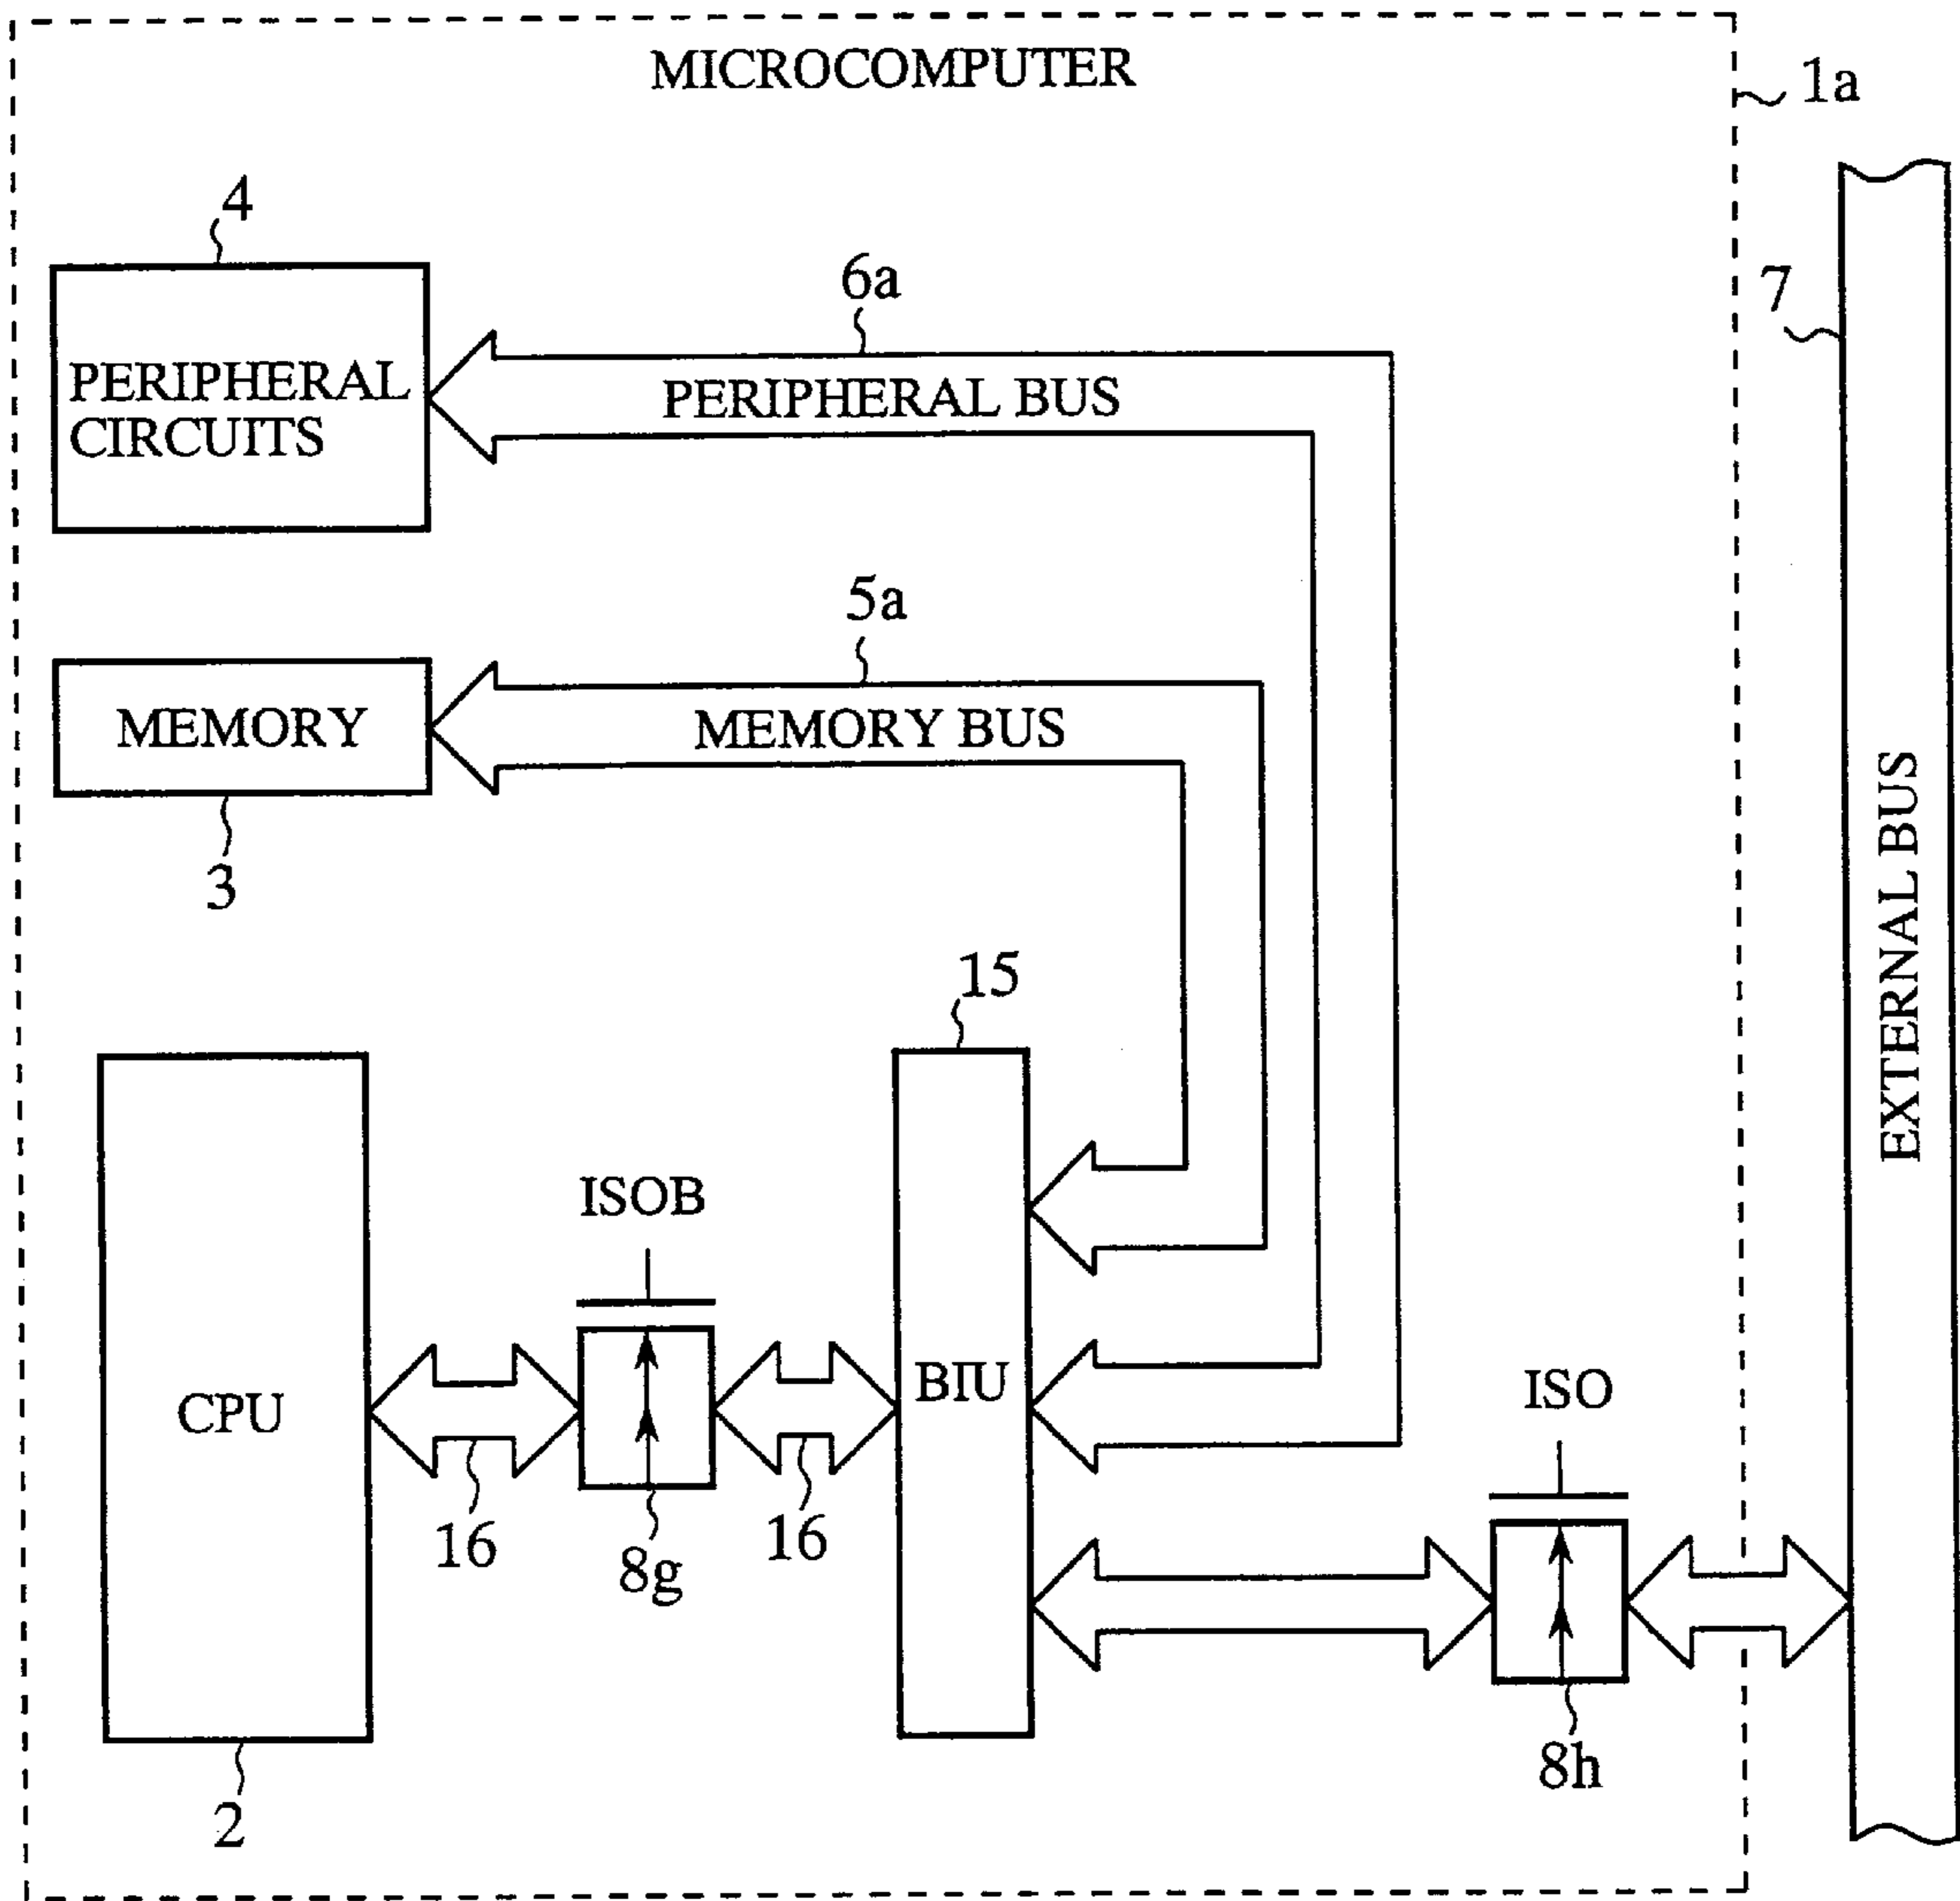 MICROCOMPUTER
1a
4
6a
7
PERIPHERAL
CIRCUITS
PERIPHERAL BUS
5a
MEMORY
MEMORY BUS
3
EXTERNAL BUS
15
ISOB
CPU
BIU
ISO
16
8g
16
8h
2